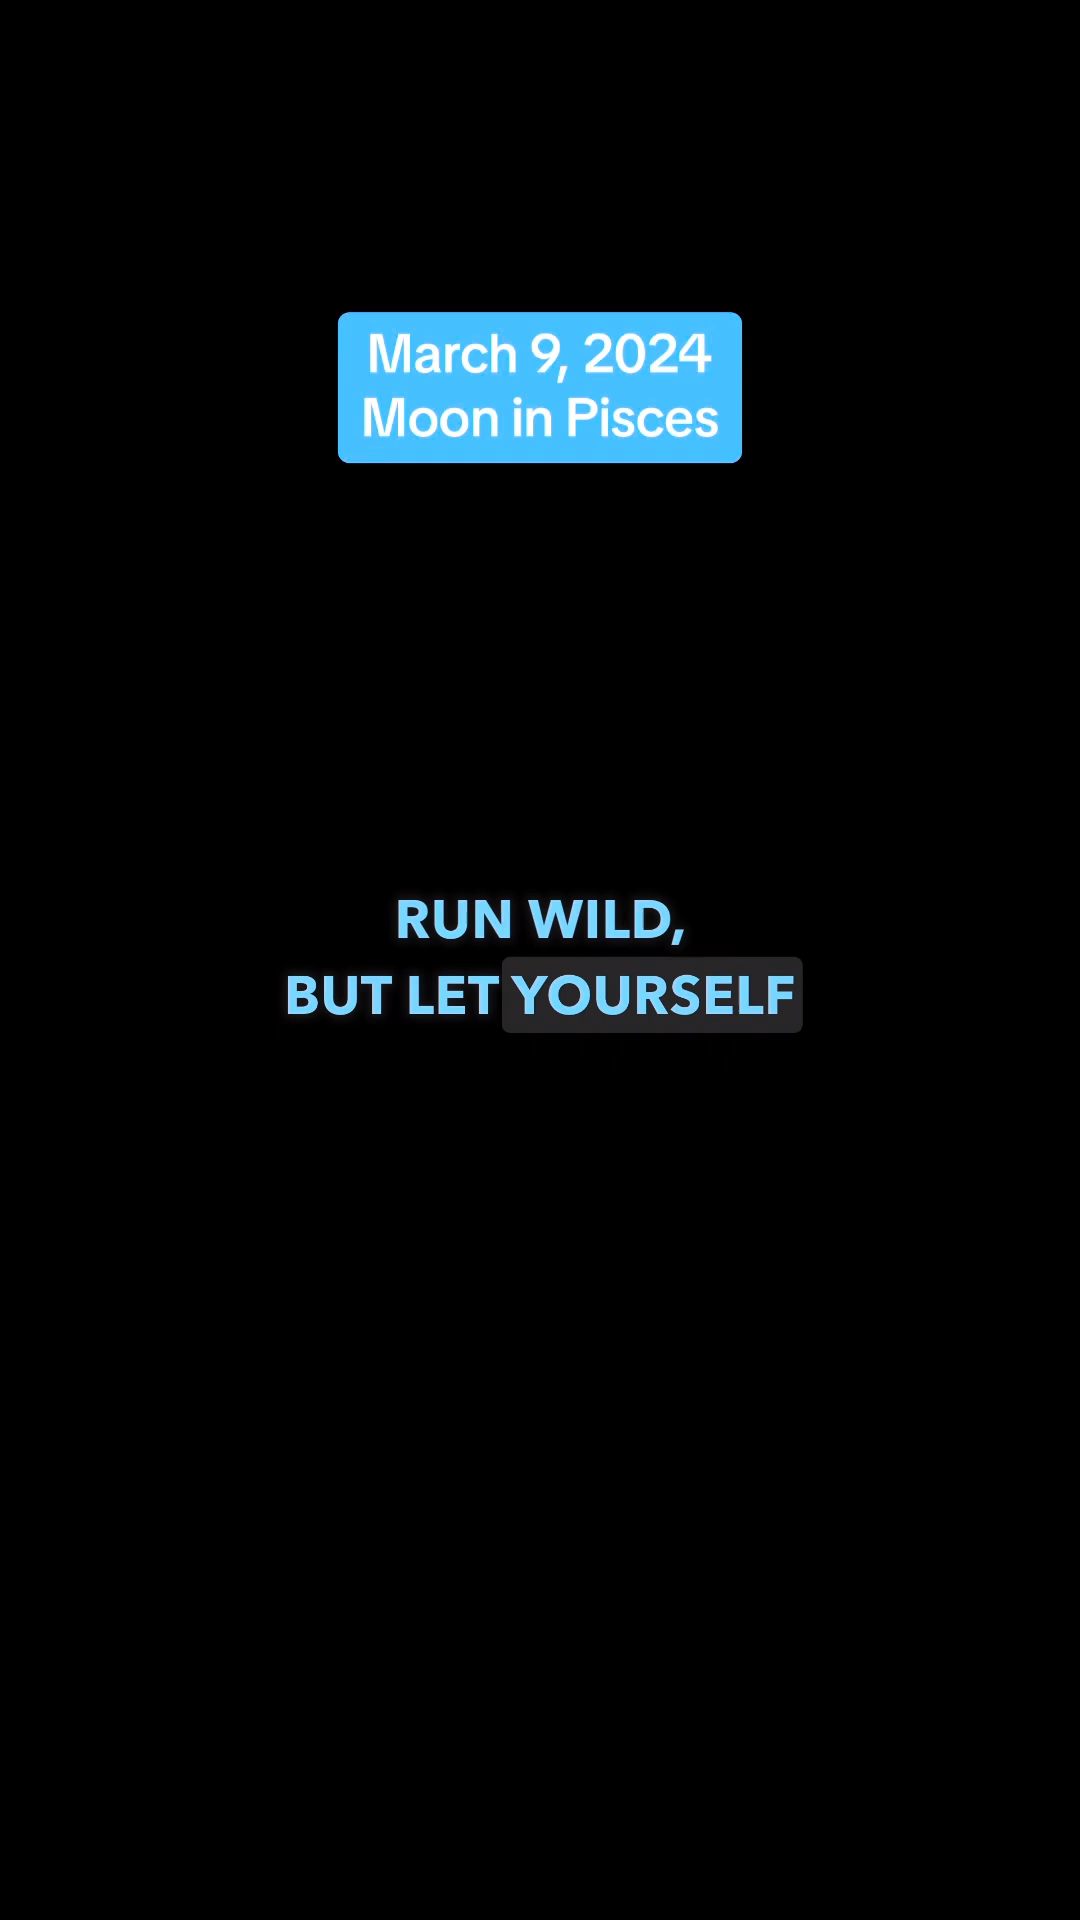 March 9, 2024
Moon in Pisces
RUN WILD,
BUT LET YOURSELF